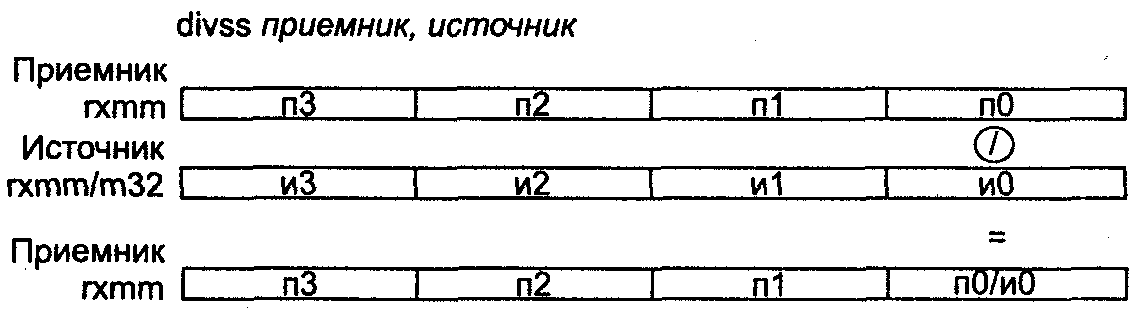 divss приемник, источник
Приемник
rxmm п3 п2 п1 п0
Источник /
rxmm/m32 и3 и2 и1 и0
=
Приемник
rxmm п3 п2 п1 п0/и0